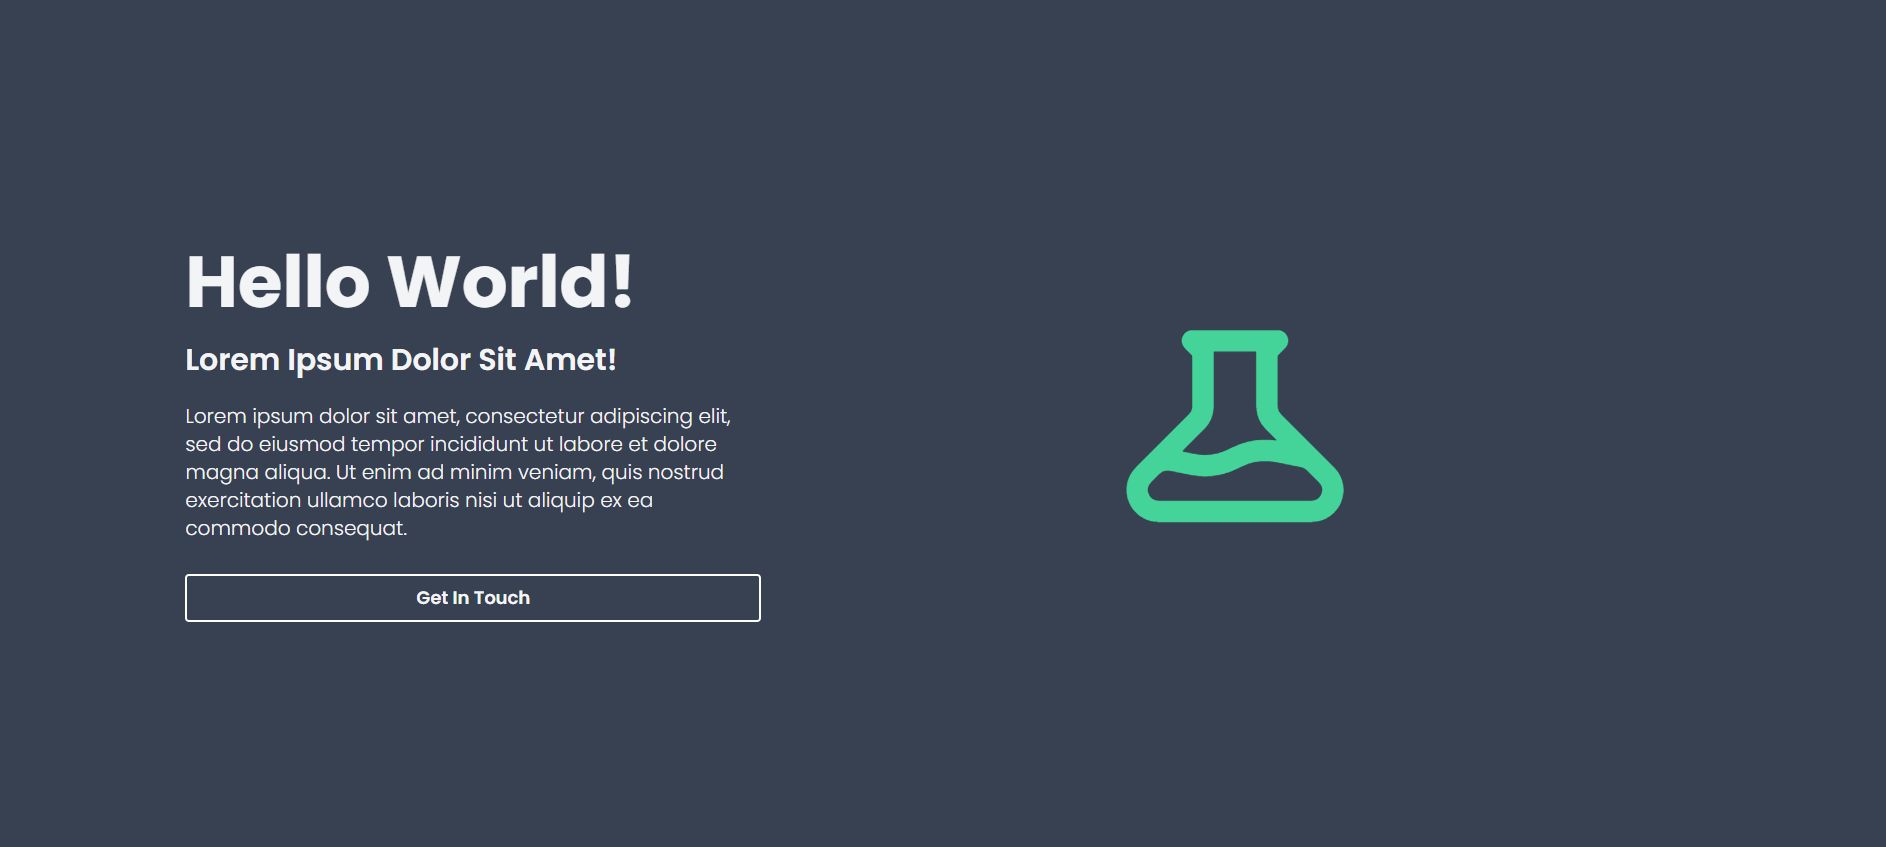 Hello World!
Lorem Ipsum Dolor Sit Amet!
Lorem ipsum dolor sit amet, consectetur adipiscing elit,
sed do eiusmod tempor incididunt ut labore et dolore
magna aliqua. Ut enim ad minim veniam, quis nostrud
exercitation ullamco laboris nisi ut aliquip ex ea
commodo consequat.
Get In Touch